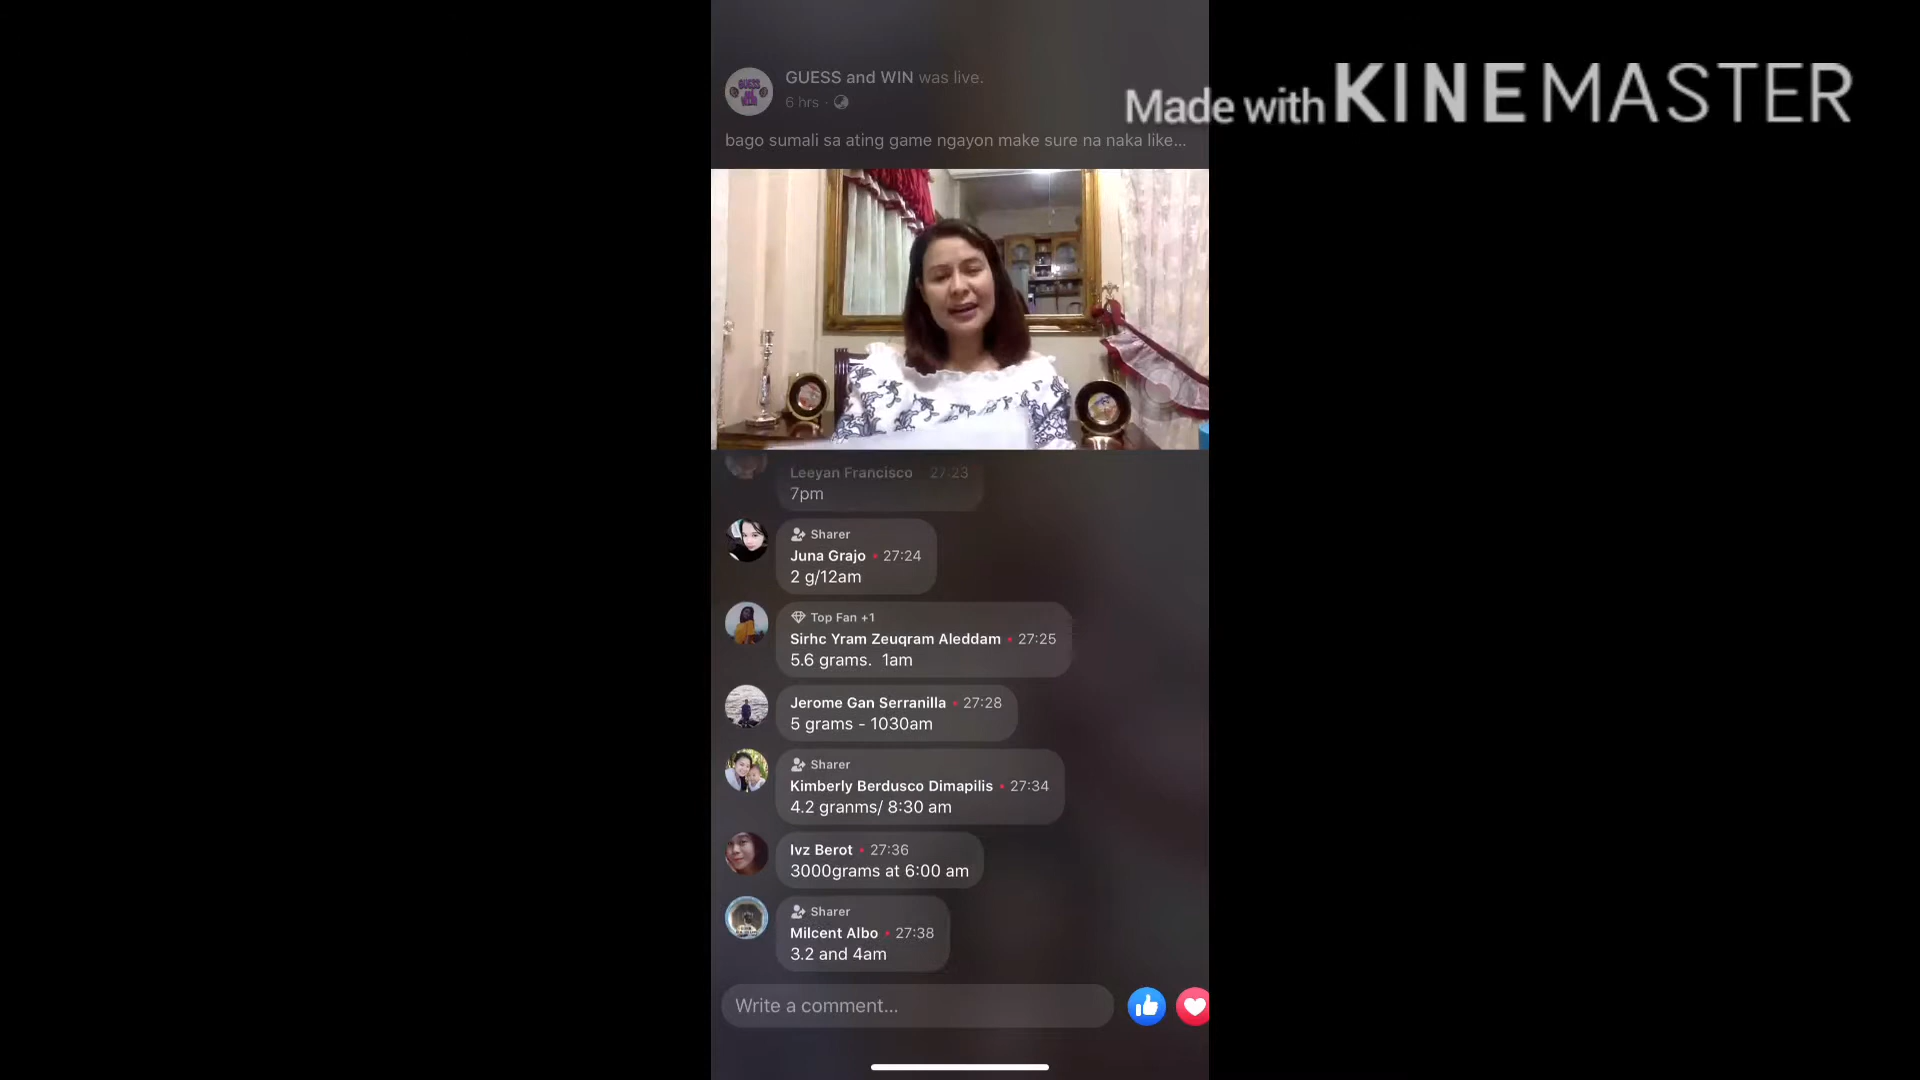 GUESS and WIN was live.
6 hrs ·
bago sumali sa ating game ngayon make sure na naka like...
Made with KINEMASTER
Leeyan Francisco 27:23
7pm
Sharer
Juna Grajo • 27:24
2 g/12am
Top Fan +1
Sirhc Yram Zeuqram Aleddam • 27:25
5.6 grams. 1am
Jerome Gan Serranilla • 27:28
5 grams - 1030am
Sharer
Kimberly Berdusco Dimapilis • 27:34
4.2 granms/ 8:30 am
Ivz Berot • 27:36
3000grams at 6:00 am
Sharer
Milcent Albo • 27:38
3.2 and 4am
Write a comment...